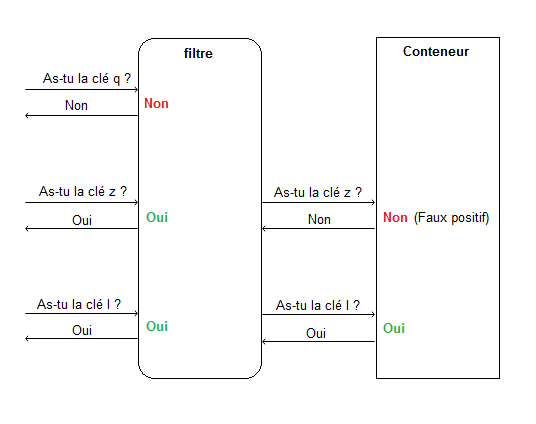 filtre
Conteneur
As-tu la clé q ?
Non
Non
As-tu la clé z ?
Oui
Oui
As-tu la clé z ?
Non
Non (Faux positif)
As-tu la clé l ?
Oui
Oui
As-tu la clé l ?
Oui
Oui